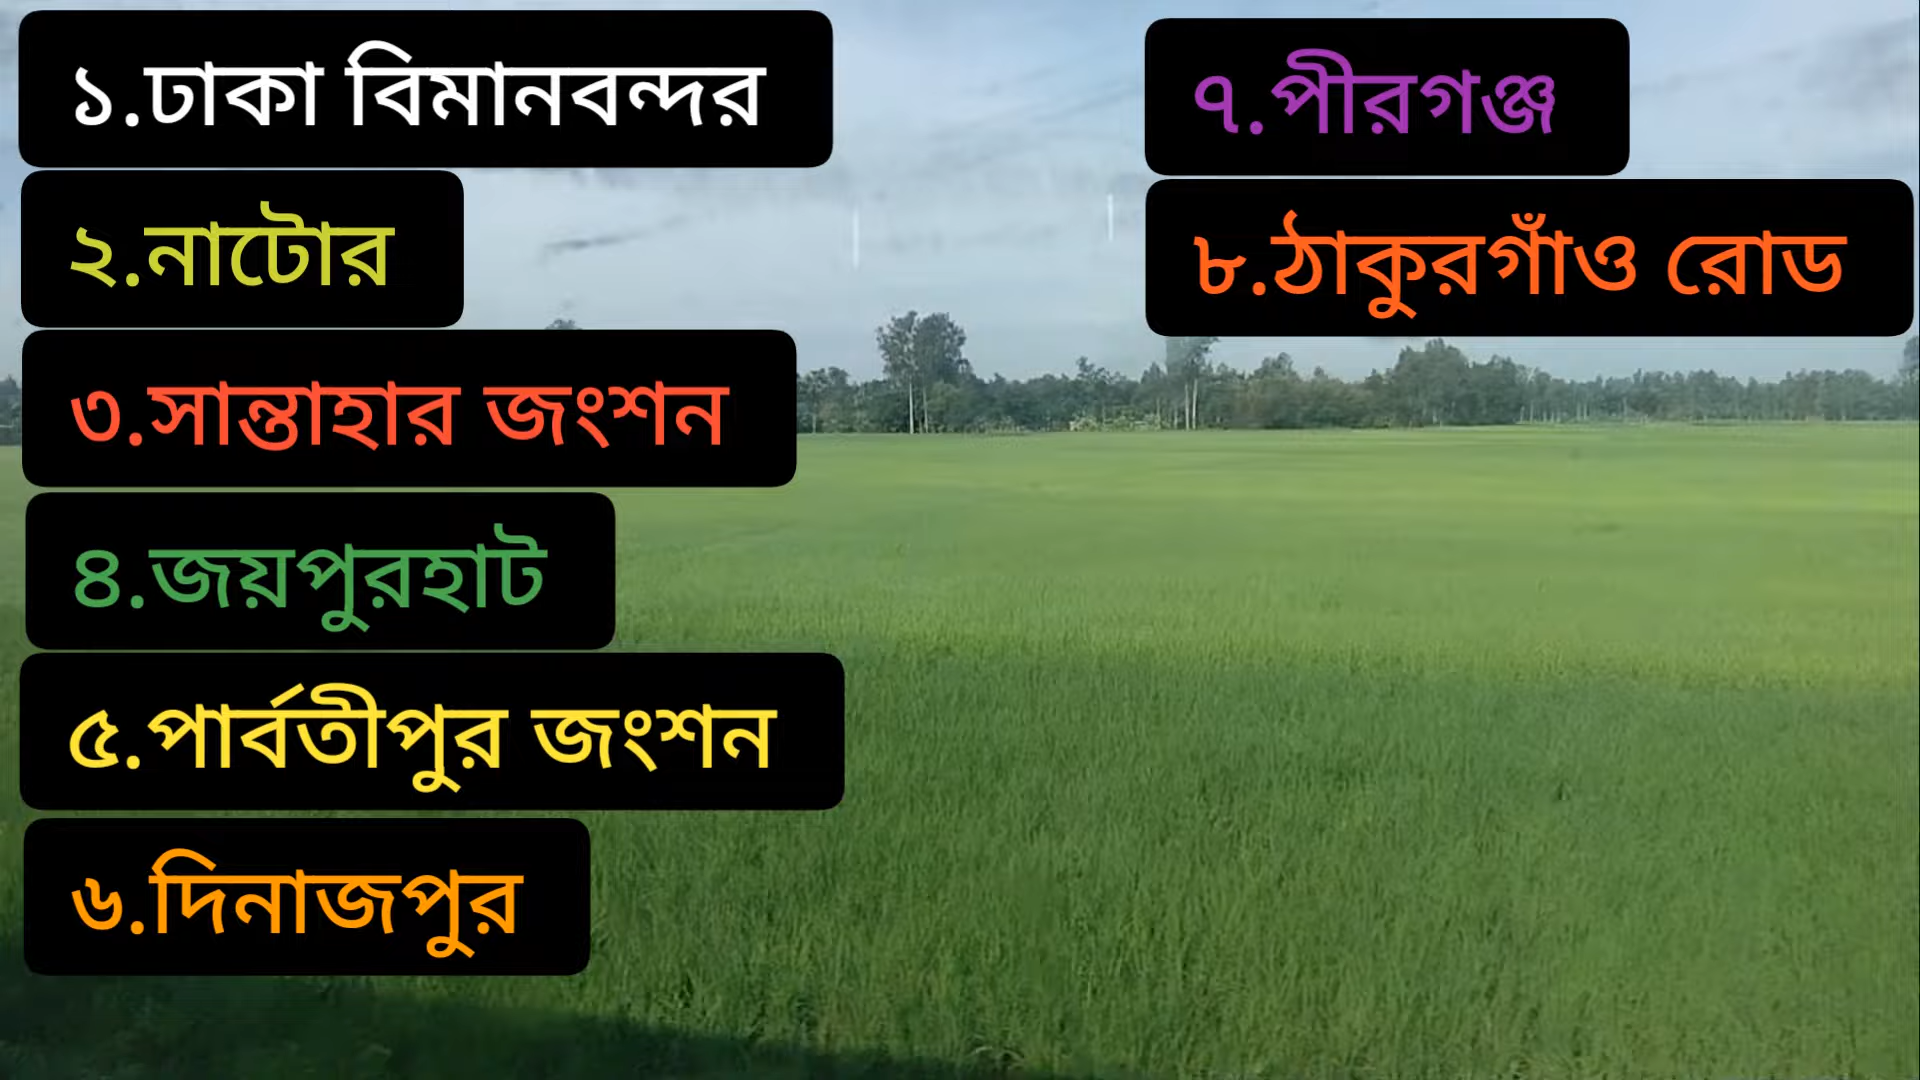 ১.ঢাকা বিমানবন্দর
২.নাটোর
৩.সান্তাহার জংশন
৪.জয়পুরহাট
৫.পার্বতীপুর জংশন
৬.দিনাজপুর
৭.পীরগঞ্জ
৮.ঠাকুরগাঁও রোড